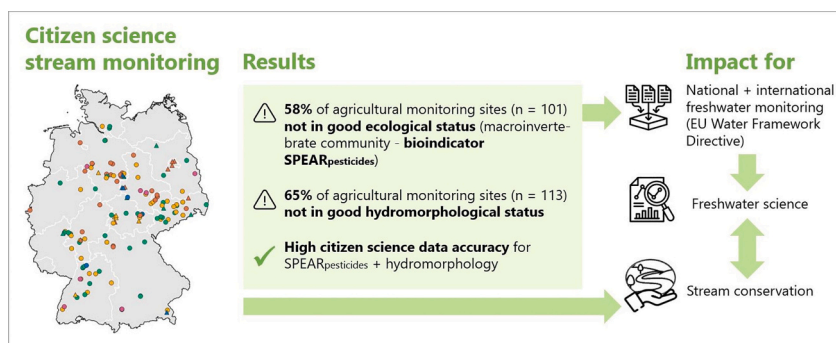 Citizen science
stream monitoring
Results
58% of agricultural monitoring sites (n = 101)
not in good ecological status (macroinverte-
brate community - bioindicator
SPEARpesticides)
65% of agricultural monitoring sites (n = 113)
not in good hydromorphological status
High citizen science data accuracy for
SPEARpesticides + hydromorphology
Impact for
National + international
freshwater monitoring
(EU Water Framework
Directive)
Freshwater science
Stream conservation